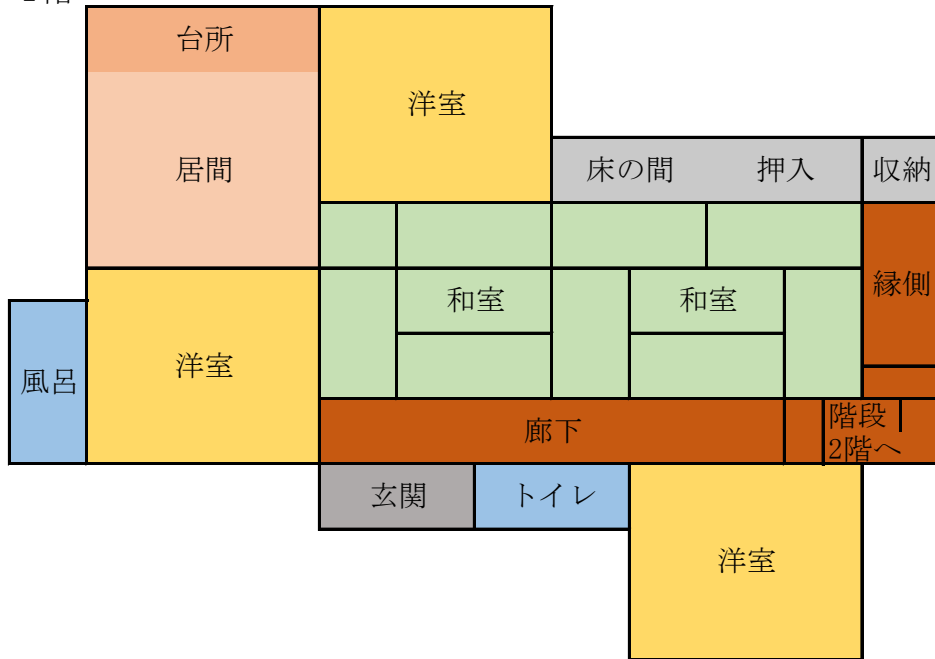 台所
洋室
居間
床の間 押入 収納
和室 和室 縁側
風呂 洋室
廊下 階段
2階へ
玄関 トイレ
洋室